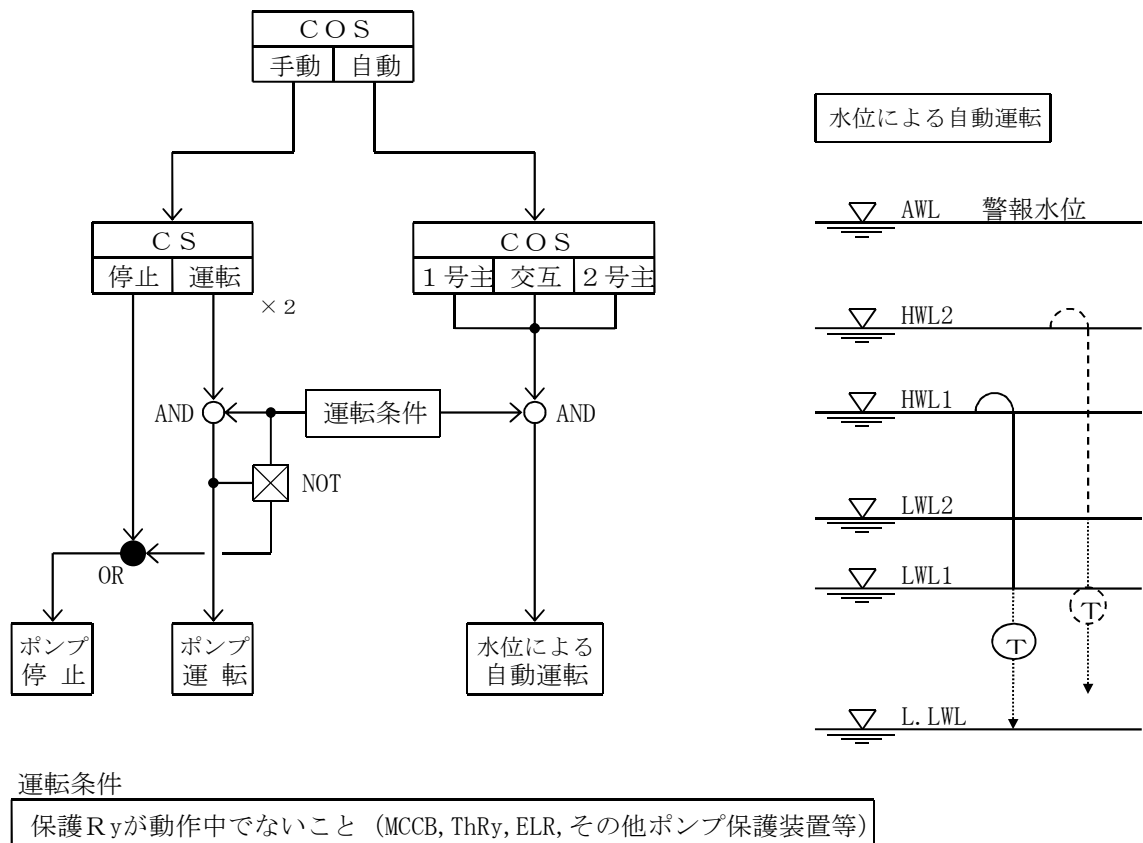 ＣＯＳ
手動 自動
水位による自動運転
AWL 警報水位
ＣＳ
停止 運転
×２
ＣＯＳ
１号主 交互 ２号主
HWL2
HWL1
AND
運転条件
AND
NOT
LWL2
OR
LWL1
T
T
ポンプ
停 止
ポンプ
運 転
水位による
自動運転
L.LWL
運転条件
保護Ｒyが動作中でないこと (MCCB,ThRy,ELR,その他ポンプ保護装置等)